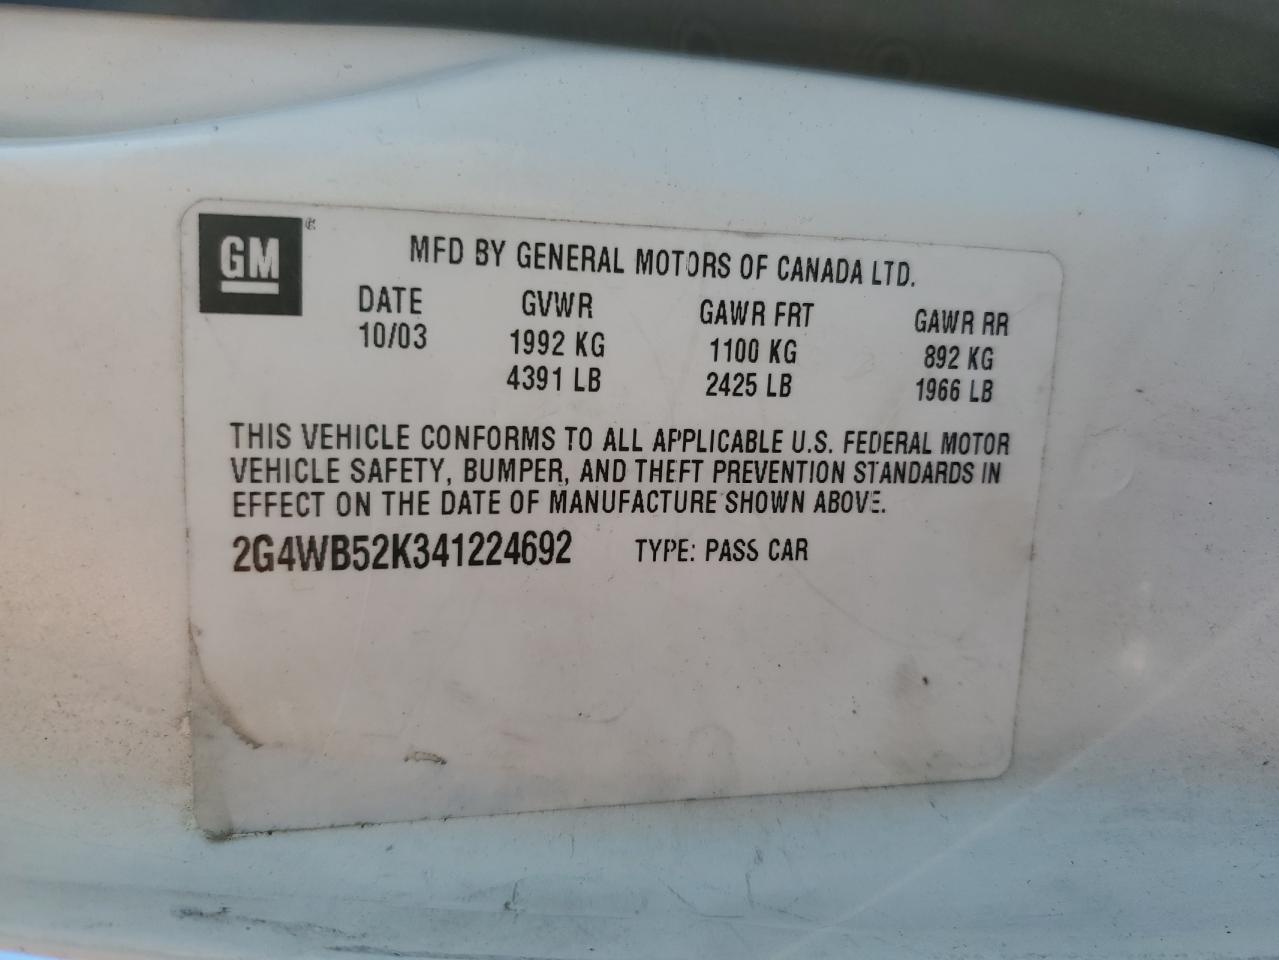 GM
MFD BY GENERAL MOTORS OF CANADA LTD.
DATE GVWR GAWR FRT GAWR RR
10/03 1992 KG 1100 KG 892 KG
4391 LB 2425 LB 1966 LB
THIS VEHICLE CONFORMS TO ALL APPLICABLE U.S. FEDERAL MOTOR
VEHICLE SAFETY, BUMPER, AND THEFT PREVENTION STANDARDS IN
EFFECT ON THE DATE OF MANUFACTURE SHOWN ABOVE.
2G4WB52K341224692 TYPE: PASS CAR